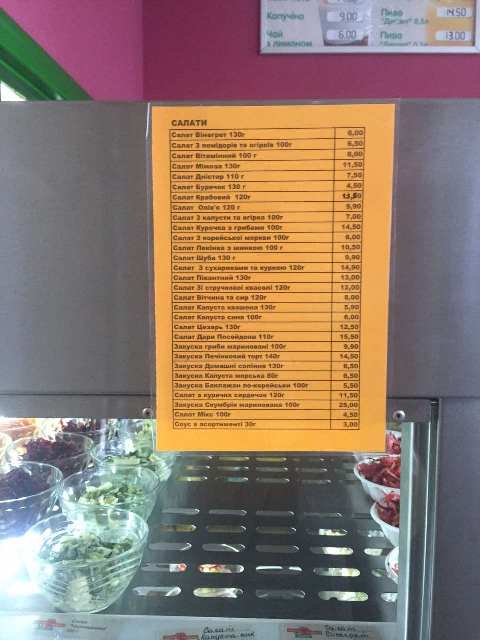 Капучіно 9.00
Чай 6.00
з лимоном
Пиво 14.50
Пиво 13.00
САЛАТИ
Салат Вінегрет 130г 6,00
Салат З помідорів та огірків 100г 6,50
Салат Вітамінний 100 г 6,00
Салат Мімоза 130г 11,50
Салат Дністер 110 г 7,50
Салат Бурячок 130 г 4,50
Салат Крабовий 120г
Салат Олів'є 120 г 9,90
Салат З капусти та огірка 100г 7,00
Салат Курочка з грибами 100г 14,50
Салат З корейської моркви 100г 6,00
Салат Пекінка з шинкою 100 г 10,50
Салат Шуба 130 г 9,90
Салат З сухариками та куркою 120г 14,90
Салат Пікантний 130г 13,00
Салат Зі стручкової квасолі 120г 13,00
Салат Вітчина та сир 120г 8,00
Салат Капуста квашена 130г 5,90
Салат Капуста синя 100г 6,00
Салат Цезарь 130г 12,50
Салат Дари Посейдона 110г 15,50
Закуска гриби мариновані 100г 9,90
Закуска Печінковий торт 140г 14,50
Закуска Домашні соління 130г 6,50
Закуска Капуста морська 80г 6,50
Закуска Баклажан по-корейськи 100г 5,50
Салат з курячих сердечок 120г 11,50
Закуска Скумбрія маринована 100г 25,00
Салат Мікс 100г 4,50
Соус в асортименті 30г 3,00
Салат